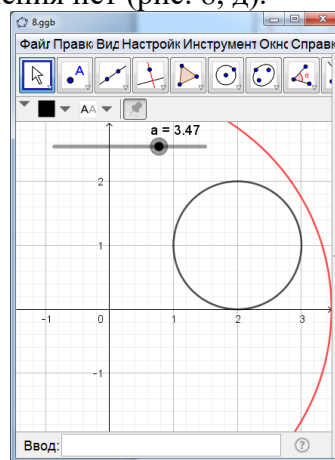 ения нет (рис. 8, д).
8.ggb
Файл Правк Вид Настройк Инструмент Окно Справк
AA
a = 3.47
2
1
-1 0 1 2 3
-1
Ввод: